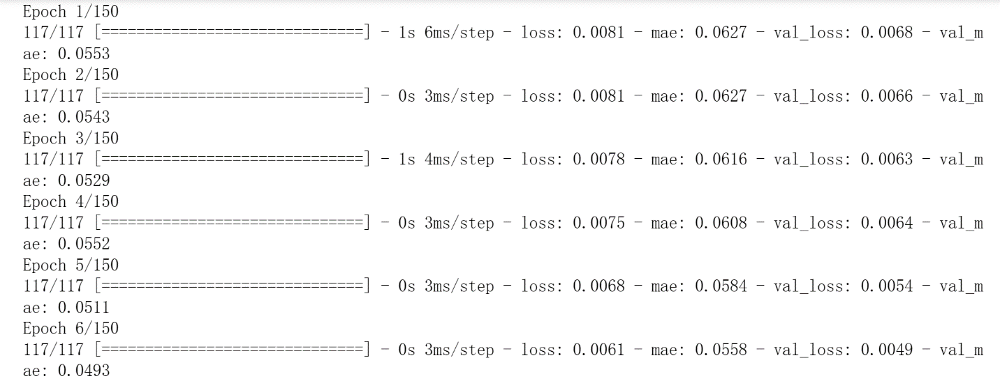 Epoch 1/150
117/117 [==============================] - 1s 6ms/step - loss: 0.0081 - mae: 0.0627 - val_loss: 0.0068 - val_m
ae: 0.0553
Epoch 2/150
117/117 [==============================] - 0s 3ms/step - loss: 0.0081 - mae: 0.0627 - val_loss: 0.0066 - val_m
ae: 0.0543
Epoch 3/150
117/117 [==============================] - 1s 4ms/step - loss: 0.0078 - mae: 0.0616 - val_loss: 0.0063 - val_m
ae: 0.0529
Epoch 4/150
117/117 [==============================] - 0s 3ms/step - loss: 0.0075 - mae: 0.0608 - val_loss: 0.0064 - val_m
ae: 0.0552
Epoch 5/150
117/117 [==============================] - 0s 3ms/step - loss: 0.0068 - mae: 0.0584 - val_loss: 0.0054 - val_m
ae: 0.0511
Epoch 6/150
117/117 [==============================] - 0s 3ms/step - loss: 0.0061 - mae: 0.0558 - val_loss: 0.0049 - val_m
ae: 0.0493